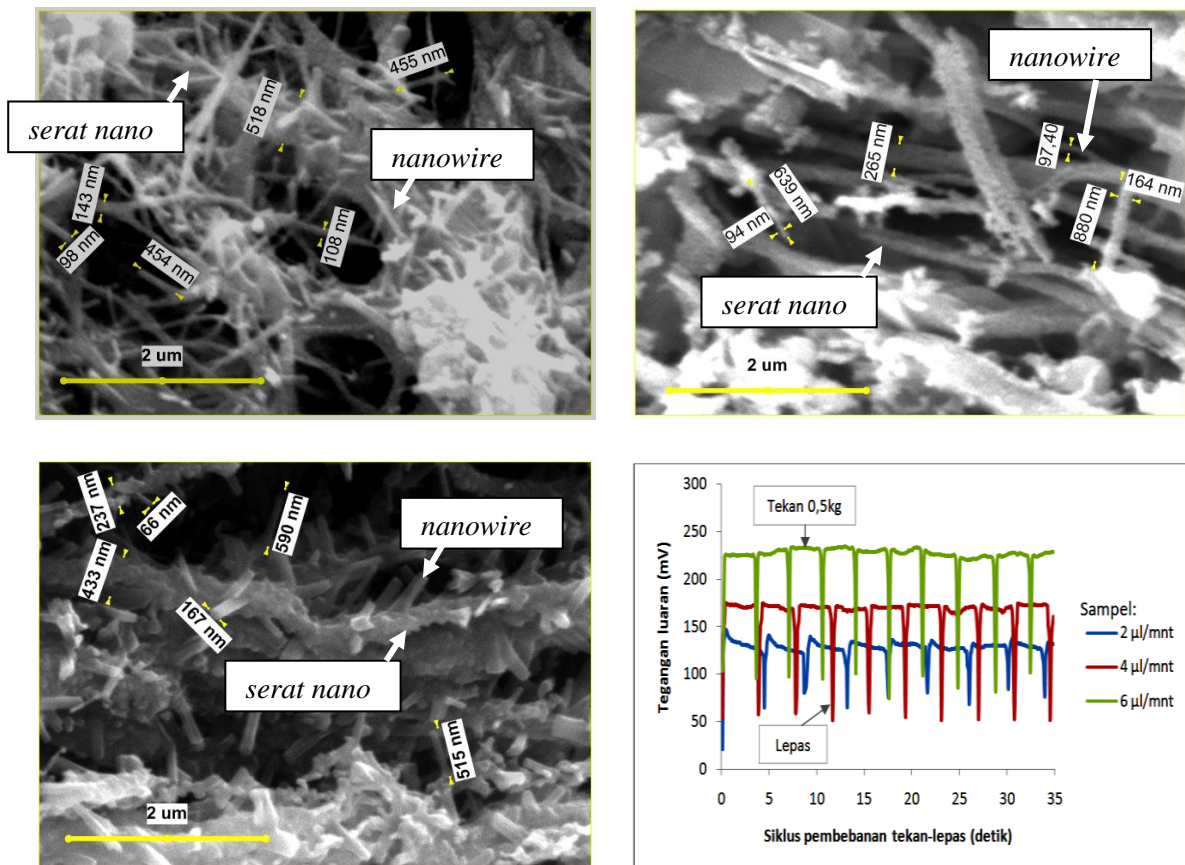 455 nm
518 nm
serat nano
nanowire
143 nm
98 nm
454 nm
108 nm
2 um
nanowire
97,40
265 nm
164 nm
639 nm
94 nm
880 nm
serat nano
2 um
237 nm
66 nm
590 nm
nanowire
433 nm
167 nm
serat nano
515 nm
2 um
Tegangan luaran (mV)
300
250
200
150
100
50
0
Tekan 0,5kg
Lepas
0 5 10 15 20 25 30 35
Siklus pembebanan tekan-lepas (detik)
Sampel:
2 µl/mnt
4 µl/mnt
6 µl/mnt